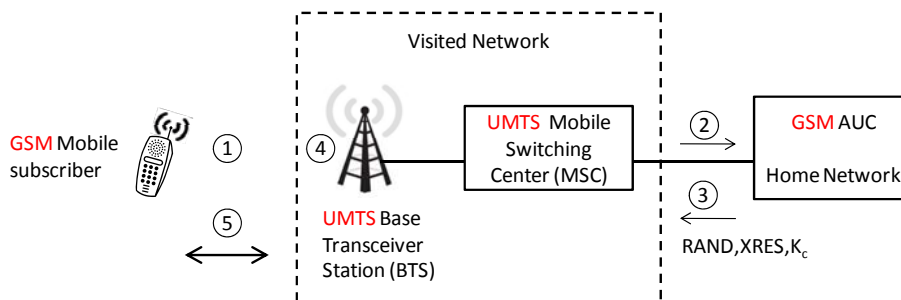 Visited Network
GSM Mobile
subscriber
1
4
UMTS Mobile
Switching
Center (MSC)
2
GSM AUC
Home Network
3
5
UMTS Base
Transceiver
Station (BTS)
RAND,XRES,Kc